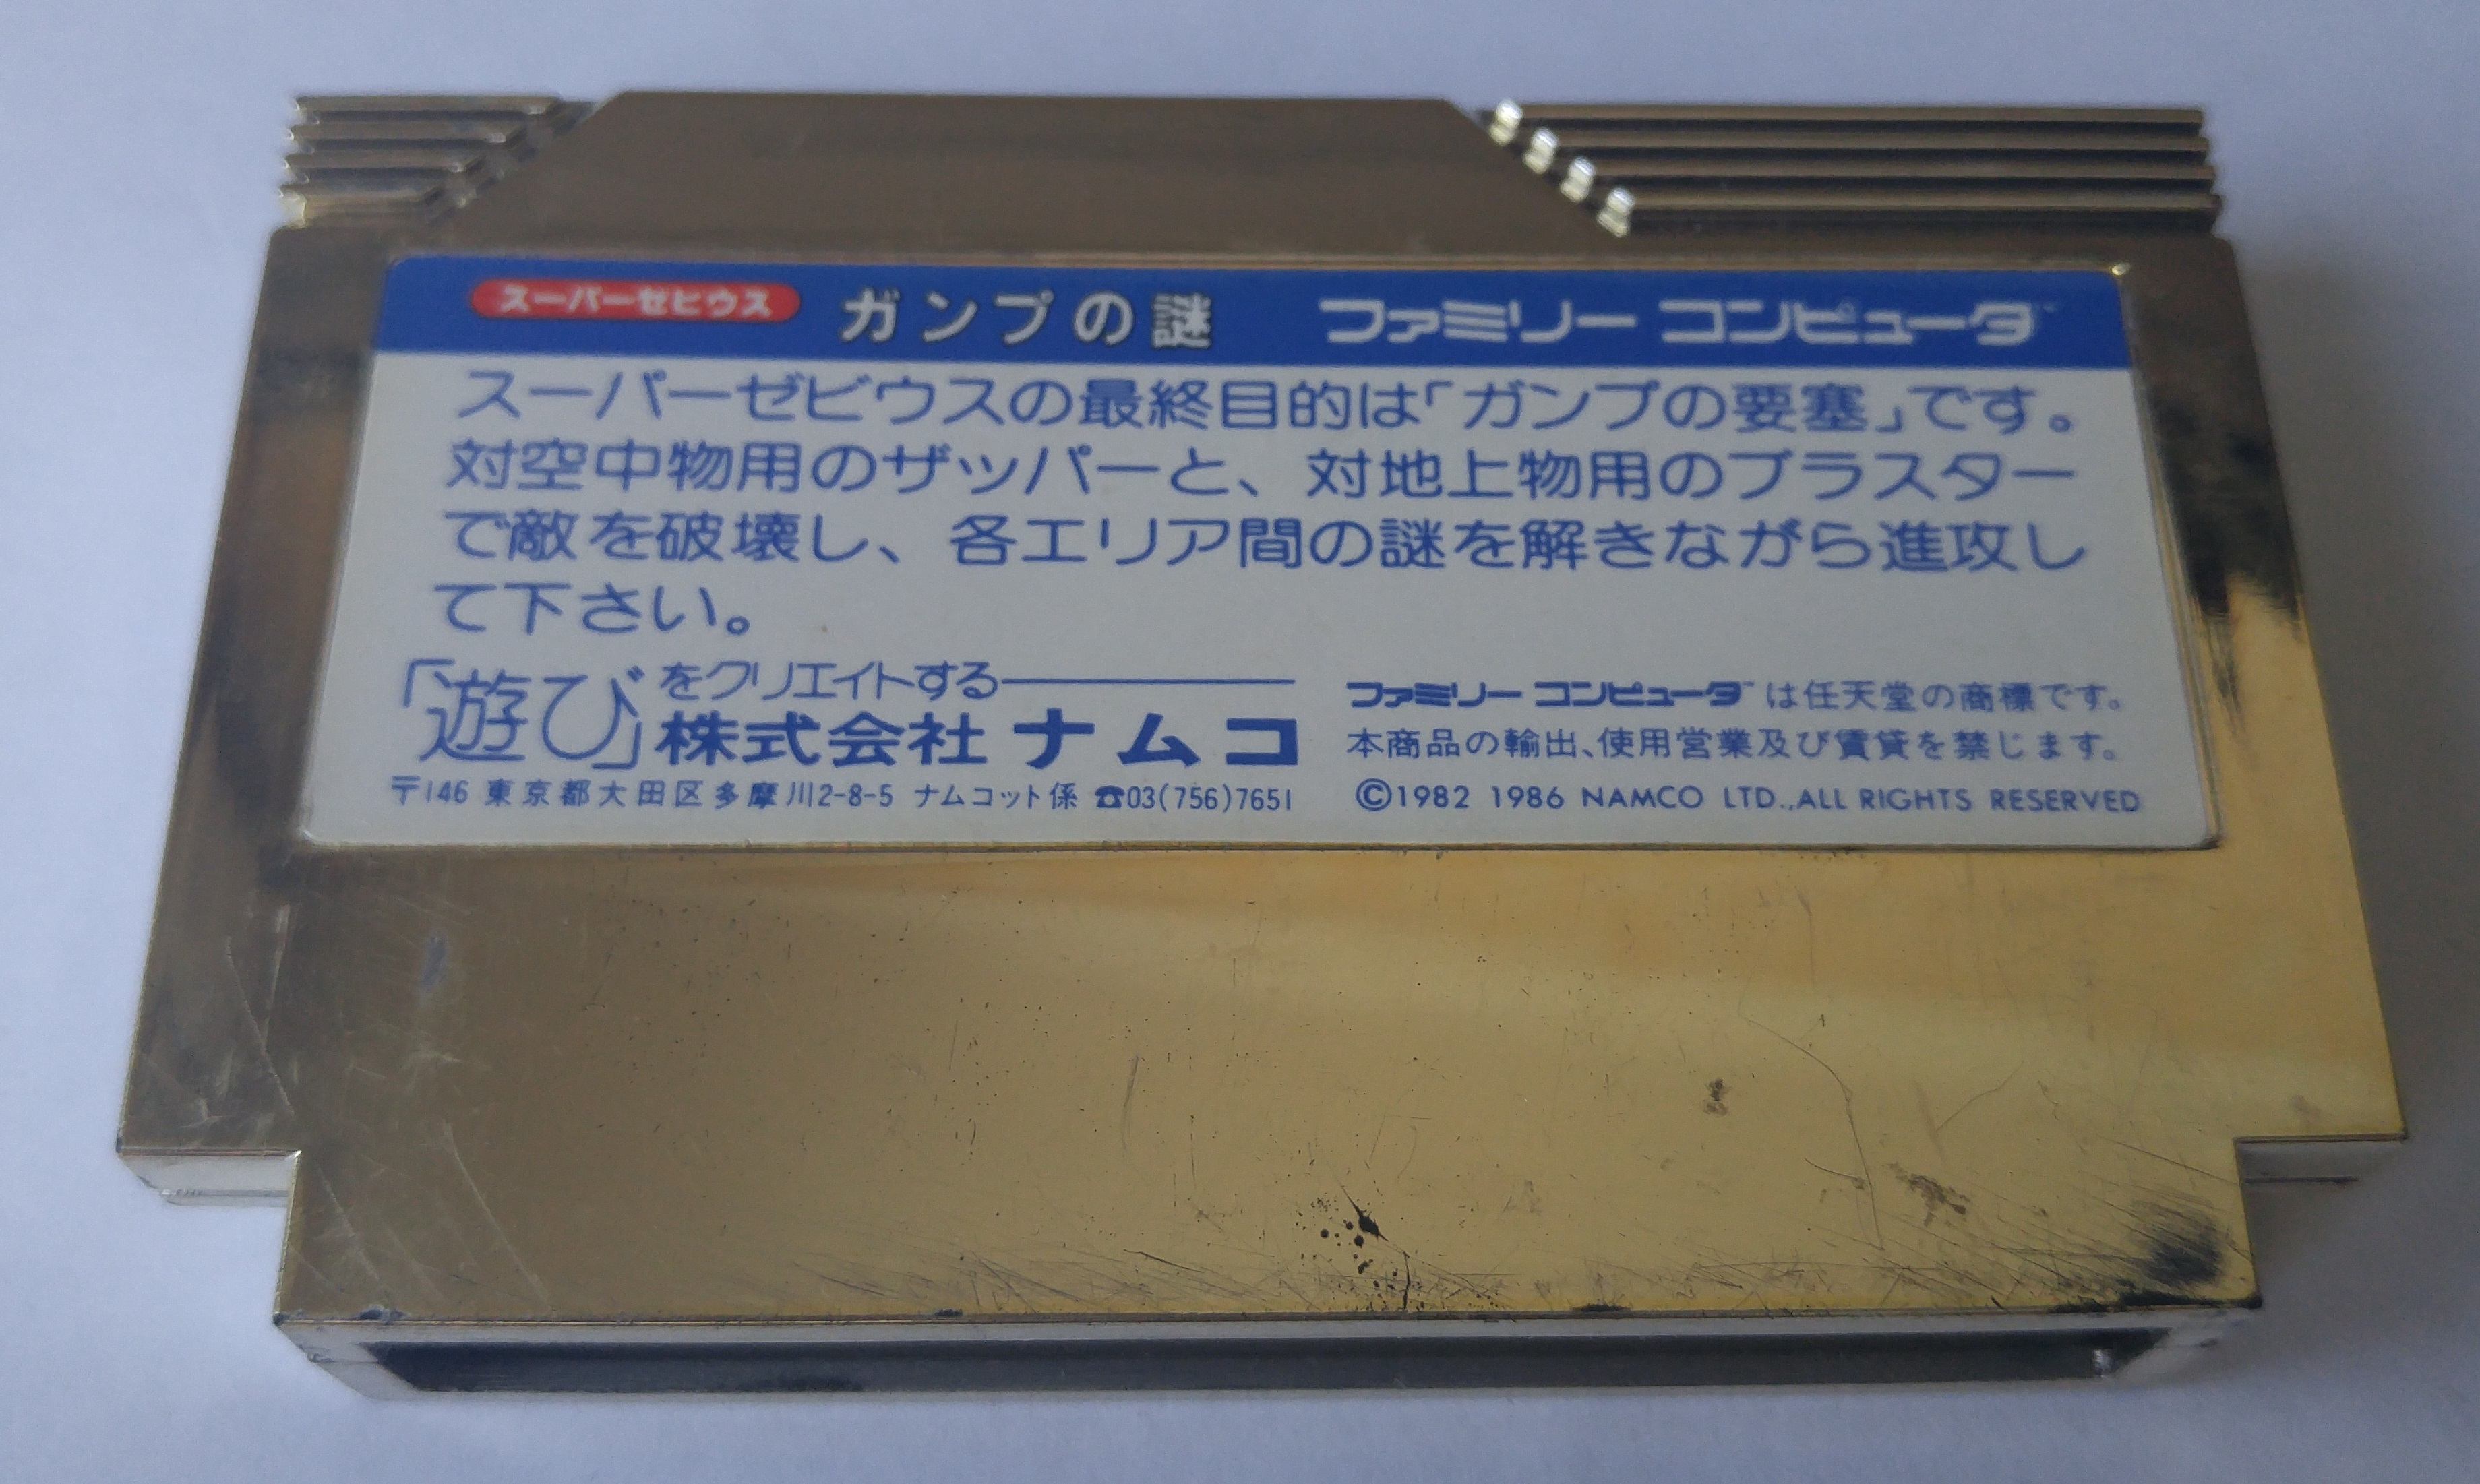 スーパーゼビウス ガンプの謎 ファミリー コンピュータ™
スーパーゼビウスの最終目的は「ガンプの要塞」です。
対空中物用のザッパーと、対地上物用のブラスター
で敵を破壊し、各エリア間の謎を解きながら進攻し
て下さい。
「遊び」をクリエイトする
株式会社 ナムコ
〒146 東京都大田区多摩川2-8-5 ナムコット係 ☎03(756)7651
ファミリー コンピュータ™は任天堂の商標です。
本商品の輸出、使用営業及び賃貸を禁じます。
©1982 1986 NAMCO LTD.,ALL RIGHTS RESERVED